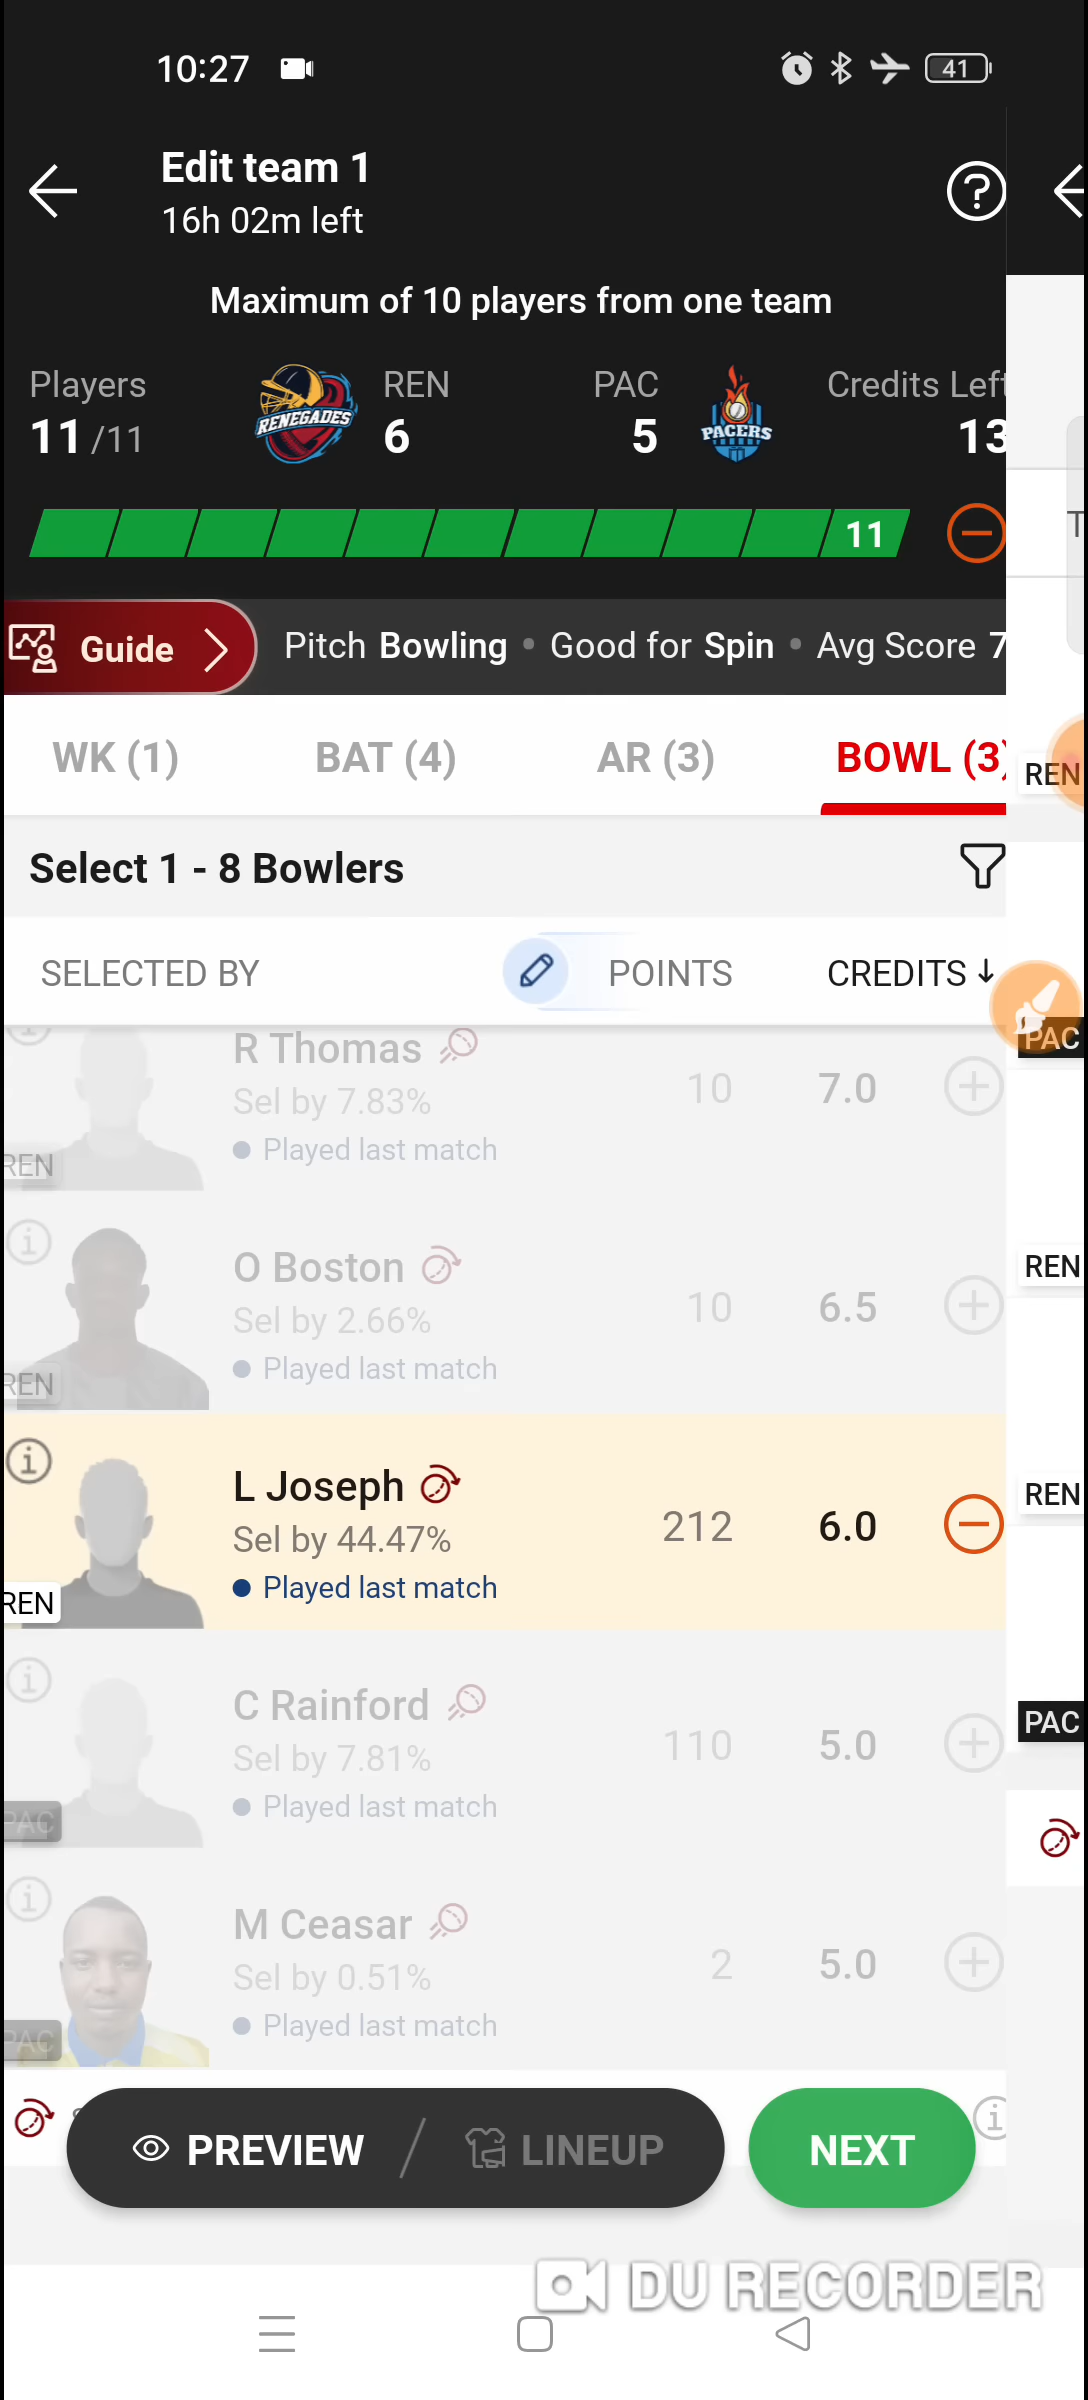 10:27
41
Edit team 1
16h 02m left
Maximum of 10 players from one team
Players
REN
PAC
Credits Left
11 /11
RENEGADES
6
5
PACERS
13
11
Guide
Pitch Bowling • Good for Spin • Avg Score 7
WK (1)
BAT (4)
AR (3)
BOWL (3)
REN
Select 1 - 8 Bowlers
SELECTED BY
POINTS
CREDITS
PAC
R Thomas
Sel by 7.83%
10
7.0
Played last match
REN
O Boston
Sel by 2.66%
10
6.5
Played last match
REN
REN
L Joseph
Sel by 44.47%
212
6.0
Played last match
REN
REN
C Rainford
Sel by 7.81%
110
5.0
Played last match
PAC
PAC
M Ceasar
Sel by 0.51%
2
5.0
Played last match
PAC
PREVIEW
LINEUP
NEXT
DU RECORDER